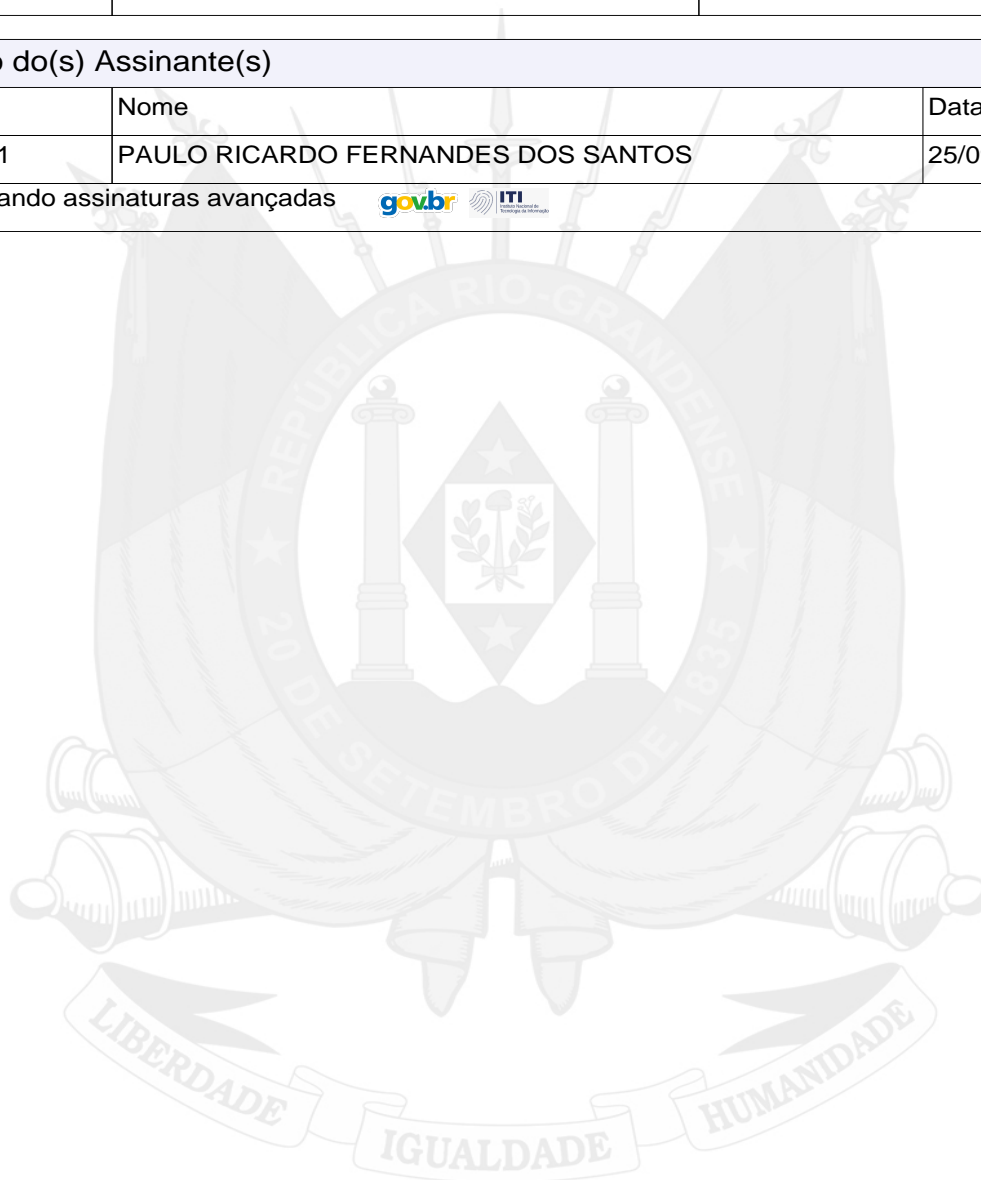 o do(s) Assinante(s)
Nome
Data
1
PAULO RICARDO FERNANDES DOS SANTOS
25/0
ando assinaturas avançadas
gov.br
ITI
REPÚBLICA RIO-GRANDENSE
20 DE SETEMBRO DE 1835
LIBERDADE
IGUALDADE
HUMANIDADE